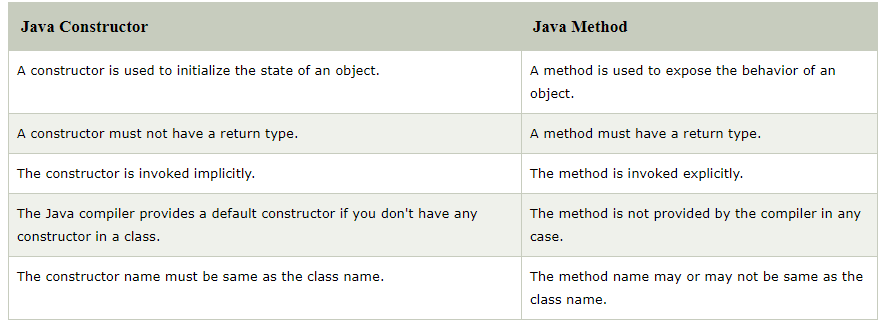 Java Constructor
Java Method
A constructor is used to initialize the state of an object.
A method is used to expose the behavior of an
object.
A constructor must not have a return type.
A method must have a return type.
The constructor is invoked implicitly.
The method is invoked explicitly.
The Java compiler provides a default constructor if you don't have any
constructor in a class.
The method is not provided by the compiler in any
case.
The constructor name must be same as the class name.
The method name may or may not be same as the
class name.